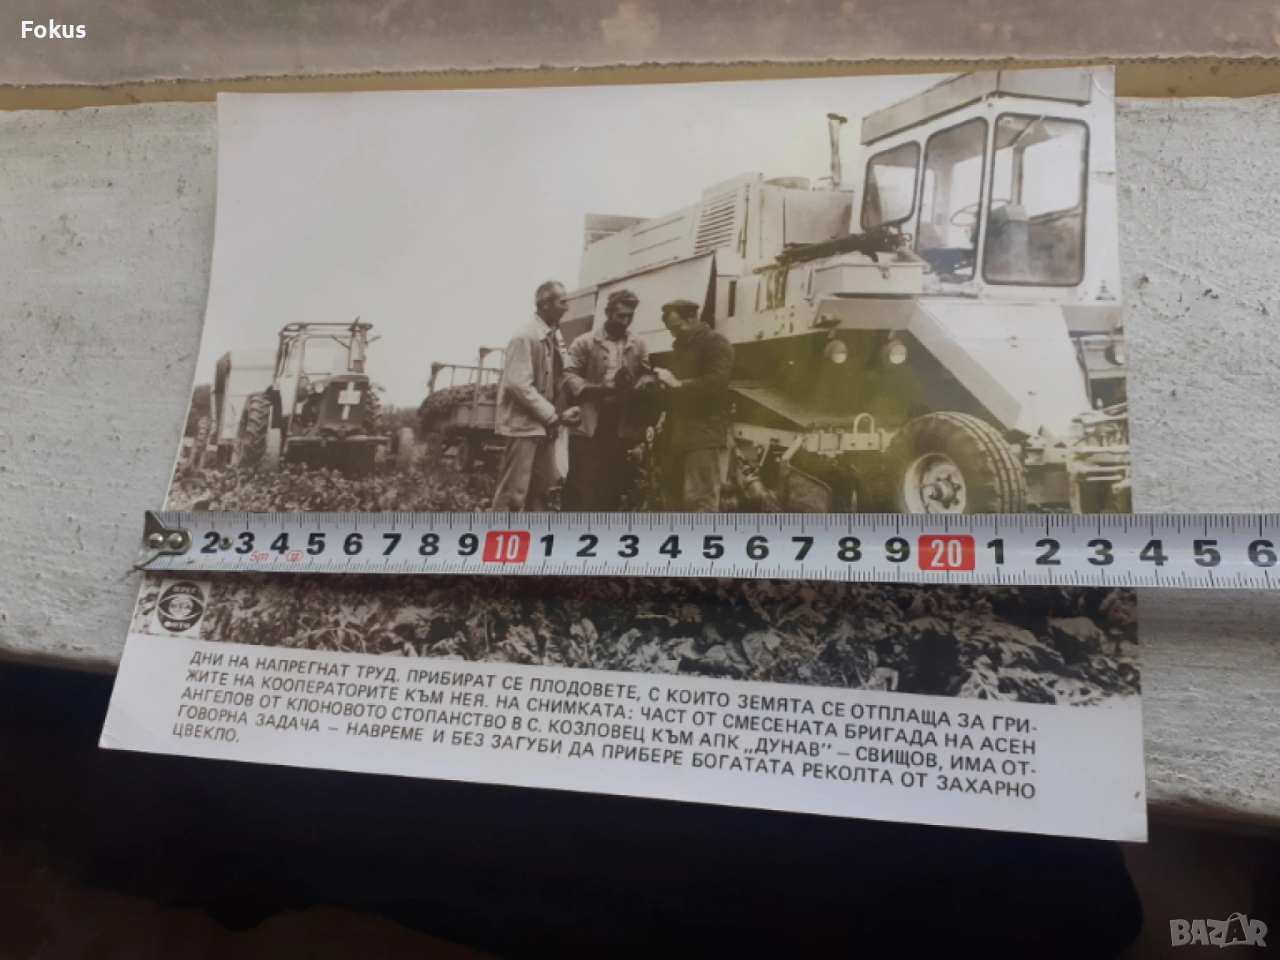 Fokus
2 3 4 5 6 7 8 9 10 1 2 3 4 5 6 7 8 9 20 1 2 3 4 5 6
5m
ДНИ НА НАПРЕГНАТ ТРУД. ПРИБИРАТ СЕ ПЛОДОВЕТЕ, С КОИТО ЗЕМЯТА СЕ ОТПЛАЩА ЗА ГРИ-
ЖИТЕ НА КООПЕРАТОРИТЕ КЪМ НЕЯ. НА СНИМКАТА: ЧАСТ ОТ СМЕСЕНАТА БРИГАДА НА АСЕН
АНГЕЛОВ ОТ КЛОНОВОТО СТОПАНСТВО В С. КОЗЛОВЕЦ КЪМ АПК „ДУНАВ" – СВИЩОВ, ИМА ОТ-
ГОВОРНА ЗАДАЧА – НАВРЕМЕ И БЕЗ ЗАГУБИ ДА ПРИБЕРЕ БОГАТАТА РЕКОЛТА ОТ ЗАХАРНО
ЦВЕКЛО.
BAZAR